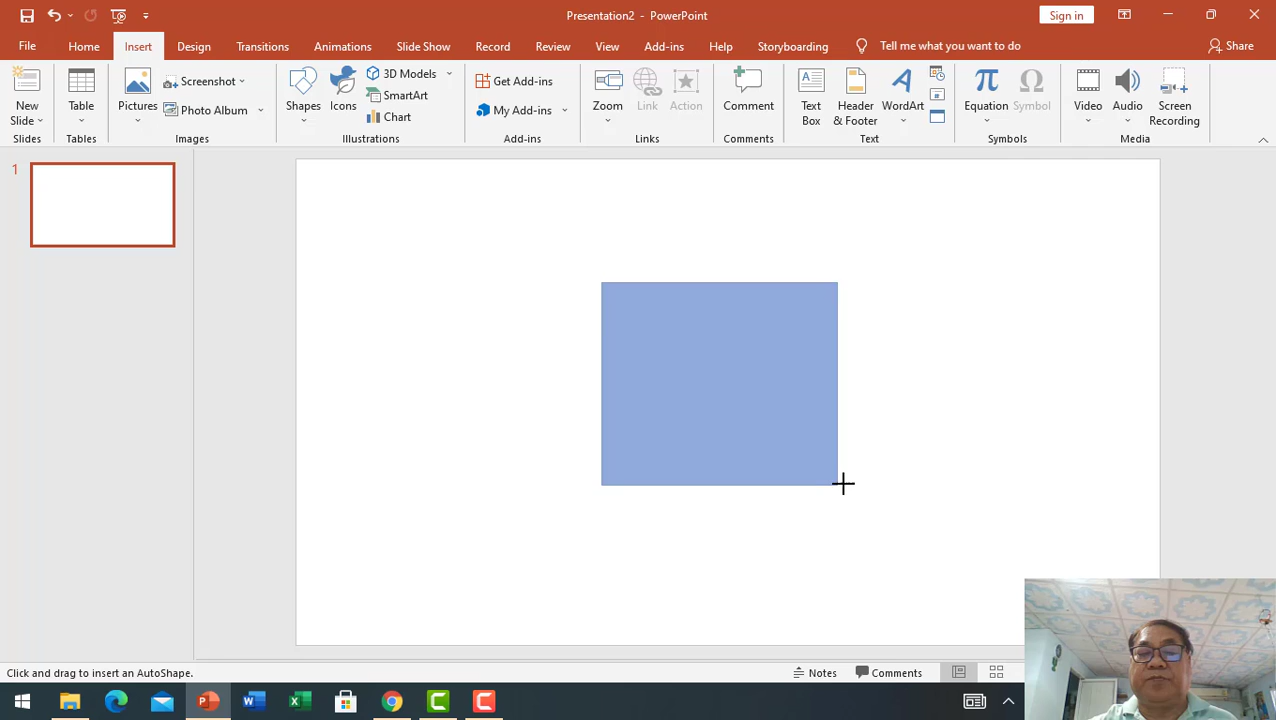 Presentation2 - PowerPoint
Sign in
File Home Insert Design Transitions Animations Slide Show Record Review View Add-ins Help Storyboarding Tell me what you want to do Share
New Slide
Table
Pictures
Screenshot
Photo Album
Shapes
Icons
3D Models
SmartArt
Chart
Get Add-ins
My Add-ins
Zoom
Link
Action
Comment
Text Box
Header & Footer
WordArt
Equation
Symbol
Video
Audio
Screen Recording
Slides Tables Images Illustrations Add-ins Links Comments Text Symbols Media
1
Click and drag to insert an AutoShape.
Notes Comments